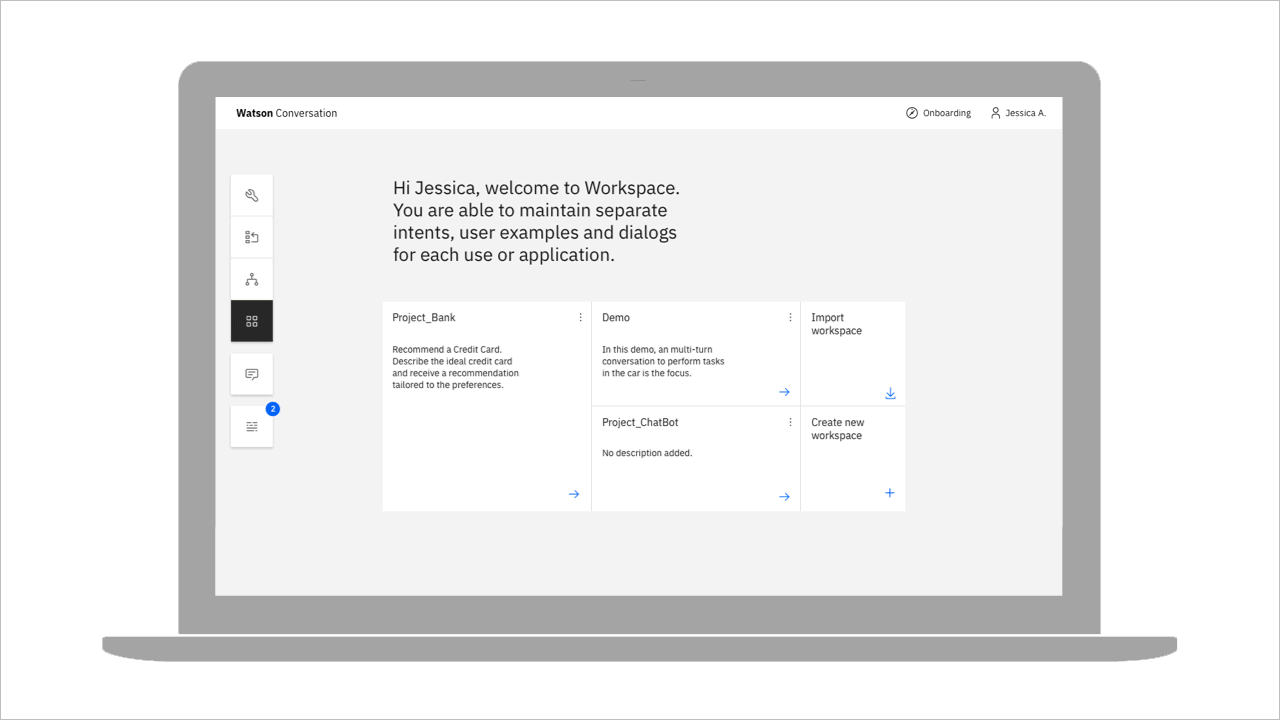 Watson Conversation
Onboarding
Jessica A.
Hi Jessica, welcome to Workspace.
You are able to maintain separate
intents, user examples and dialogs
for each use or application.
Project_Bank
Recommend a Credit Card.
Describe the ideal credit card
and receive a recommendation
tailored to the preferences.
Demo
In this demo, an multi-turn
conversation to perform tasks
in the car is the focus.
Import
workspace
Project_ChatBot
No description added.
Create new
workspace
2